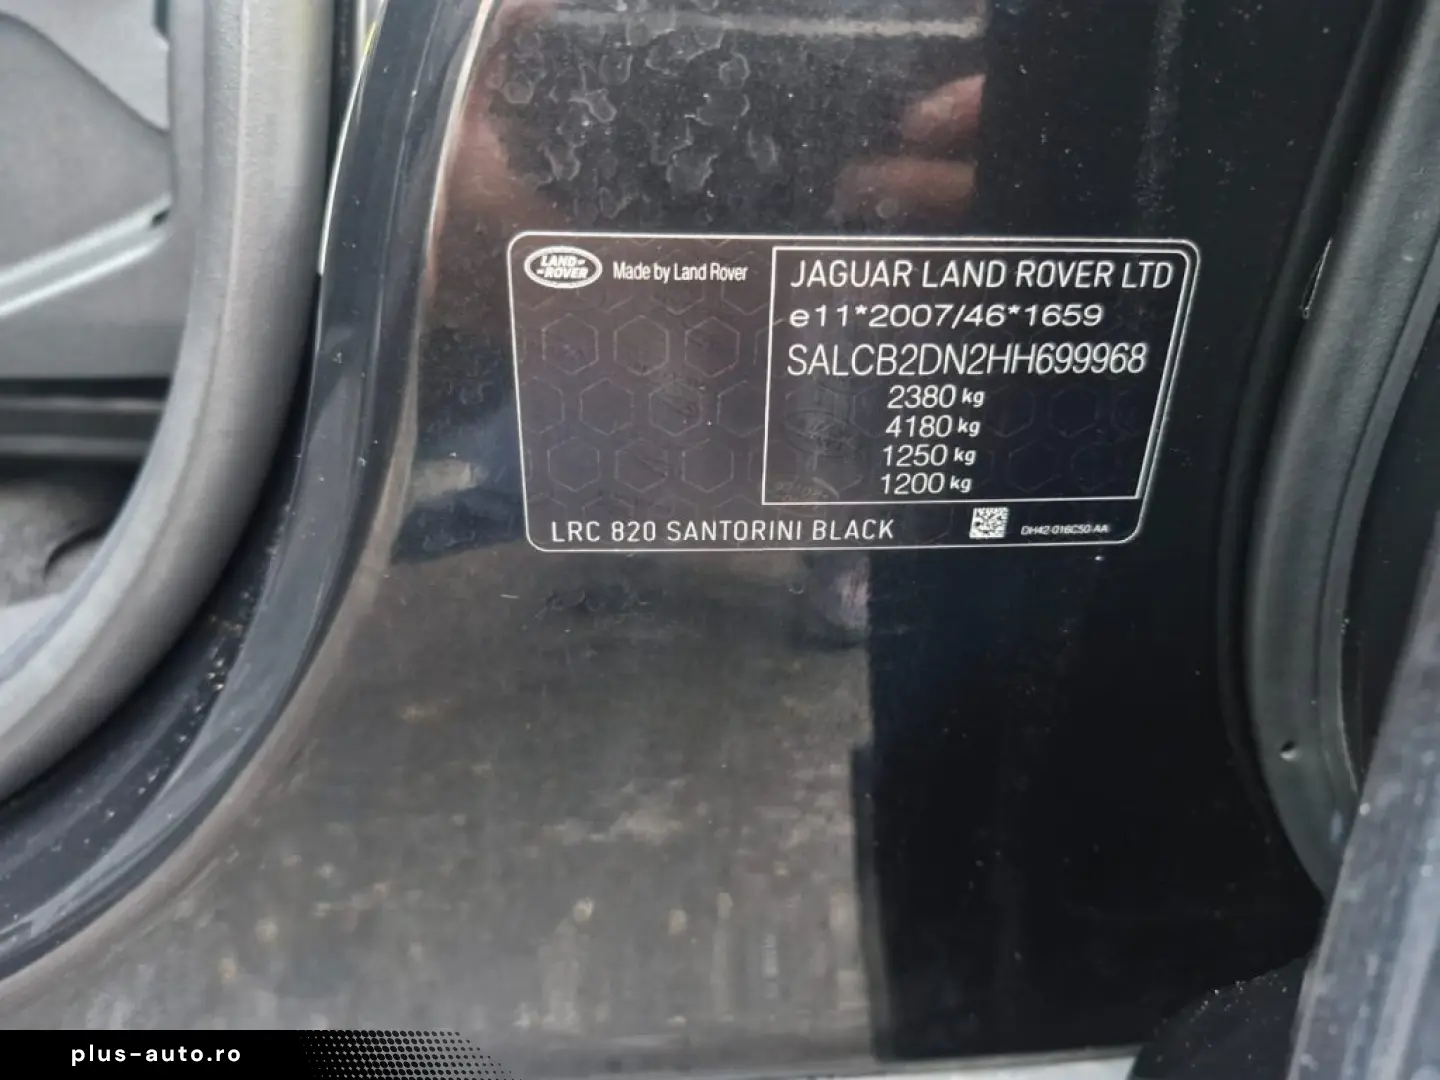 LAND-
-ROVER
Made by Land Rover
JAGUAR LAND ROVER LTD
e11*2007/46*1659
SALCB2DN2HH699968
2380 kg
4180 kg
1250 kg
1200 kg
LRC 820 SANTORINI BLACK
DH42-016C50-AA
plus-auto.ro